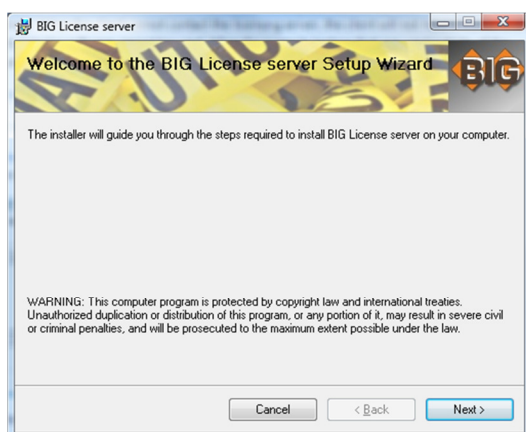 BIG License server
Welcome to the BIG License server Setup Wizard
BIG
The installer will guide you through the steps required to install BIG License server on your computer.
WARNING: This computer program is protected by copyright law and international treaties.
Unauthorized duplication or distribution of this program, or any portion of it, may result in severe civil
or criminal penalties, and will be prosecuted to the maximum extent possible under the law.
Cancel
< Back
Next >